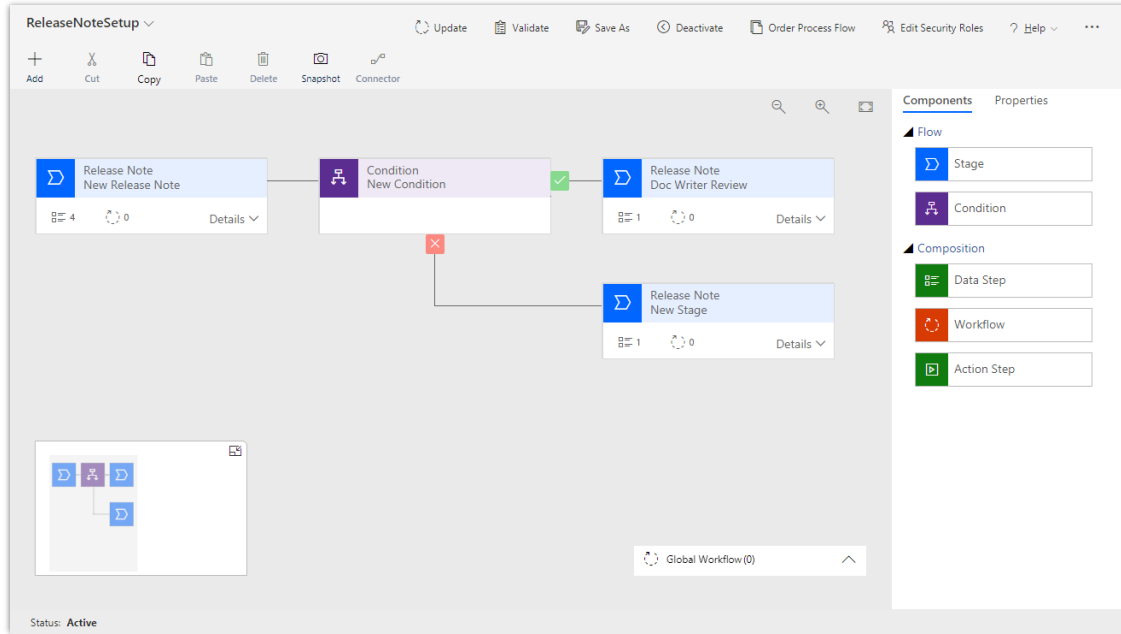 ReleaseNoteSetup
Update
Validate
Save As
Deactivate
Order Process Flow
Edit Security Roles
? Help
...
Add
Cut
Copy
Paste
Delete
Snapshot
Connector
Components
Properties
Flow
Stage
Condition
Composition
Data Step
Workflow
Action Step
Release Note
New Release Note
4
0
Details
Condition
New Condition
Release Note
Doc Writer Review
1
0
Details
Release Note
New Stage
1
0
Details
Global Workflow (0)
Status: Active